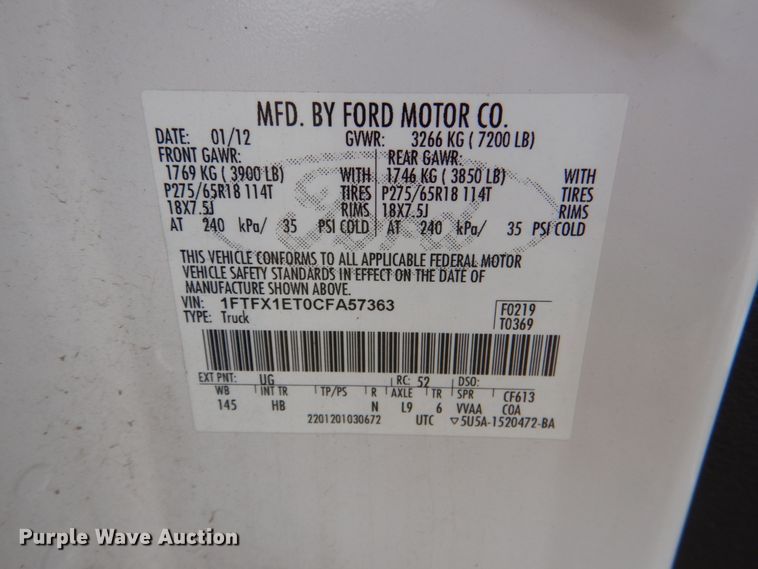 MFD. BY FORD MOTOR CO.
DATE: 01/12 GVWR: 3266 KG ( 7200 LB)
FRONT GAWR: REAR GAWR:
1769 KG ( 3900 LB) WITH 1746 KG ( 3850 LB) WITH
P275/65R18 114T TIRES P275/65R18 114T TIRES
18X7.5J RIMS 18X7.5J RIMS
AT 240 kPa/ 35 PSI COLD AT 240 kPa/ 35 PSI COLD
Ford
THIS VEHICLE CONFORMS TO ALL APPLICABLE FEDERAL MOTOR
VEHICLE SAFETY STANDARDS IN EFFECT ON THE DATE OF
MANUFACTURE SHOWN ABOVE.
VIN: 1FTFX1ET0CFA57363 F0219
TYPE: Truck T0369
EXT PNT: UG RC: 52 DSO:
WB INT TR TP/PS R AXLE TR SPR CF613
145 HB N L9 6 VVAA COA
2201201030672 UTC ▽5U5A-1520472-BA
Purple Wave Auction